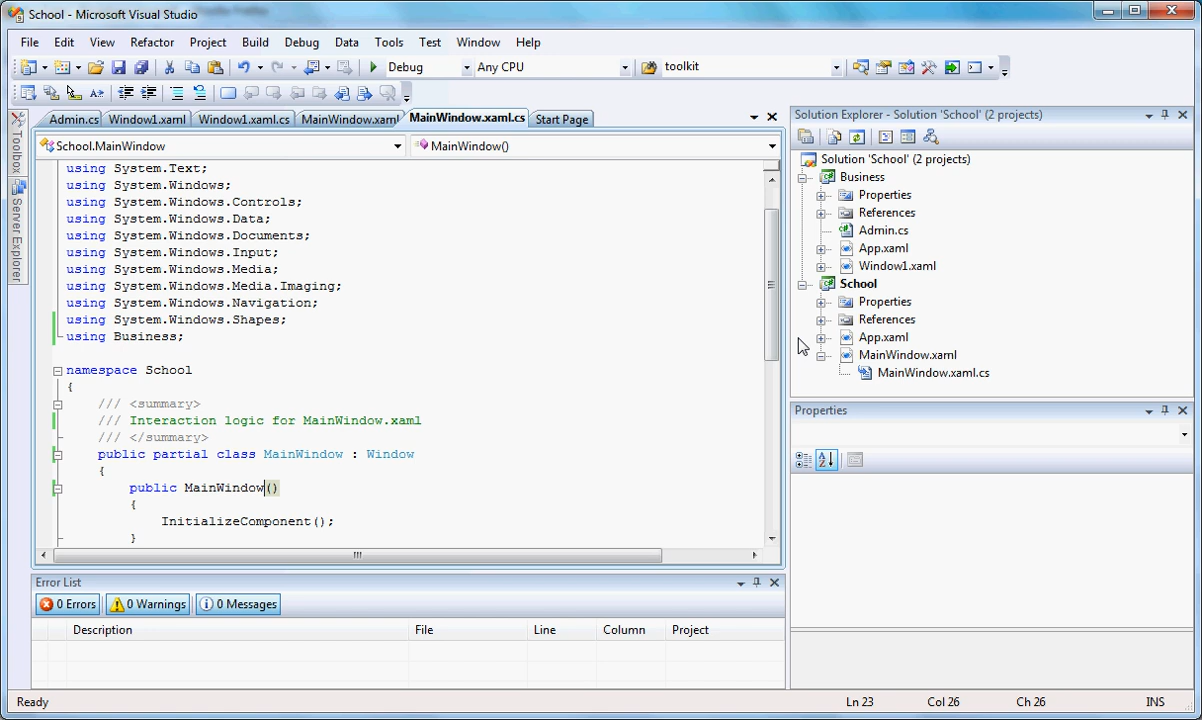 School - Microsoft Visual Studio
File Edit View Refactor Project Build Debug Data Tools Test Window Help
Debug Any CPU toolkit
Admin.cs Window1.xaml Window1.xaml.cs MainWindow.xaml MainWindow.xaml.cs Start Page
School.MainWindow MainWindow()
Toolbox
Server Explorer
using System.Text;
using System.Windows;
using System.Windows.Controls;
using System.Windows.Data;
using System.Windows.Documents;
using System.Windows.Input;
using System.Windows.Media;
using System.Windows.Media.Imaging;
using System.Windows.Navigation;
using System.Windows.Shapes;
using Business;
namespace School
{
/// <summary>
/// Interaction logic for MainWindow.xaml
/// </summary>
public partial class MainWindow : Window
{
public MainWindow()
{
InitializeComponent();
}
Solution Explorer - Solution 'School' (2 projects)
Solution 'School' (2 projects)
Business
Properties
References
Admin.cs
App.xaml
Window1.xaml
School
Properties
References
App.xaml
MainWindow.xaml
MainWindow.xaml.cs
Properties
Error List
0 Errors 0 Warnings 0 Messages
Description File Line Column Project
Ready Ln 23 Col 26 Ch 26 INS